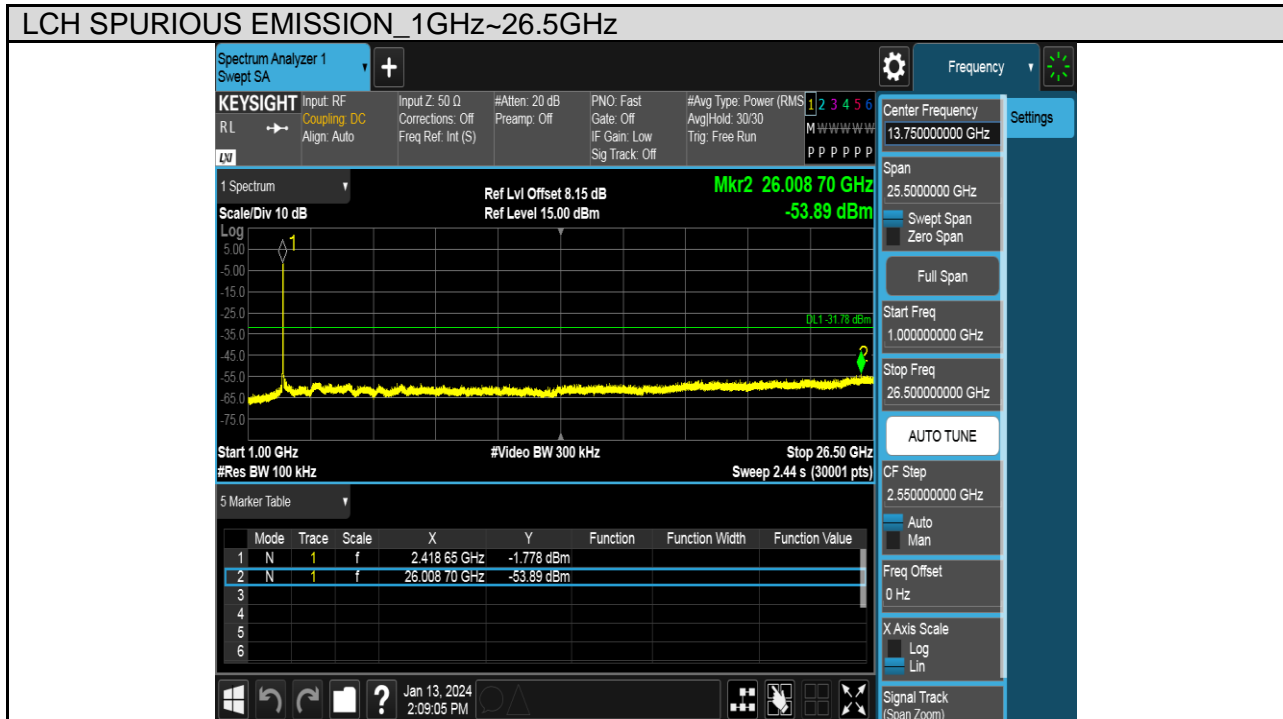 LCH SPURIOUS EMISSION_1GHz~26.5GHz
Spectrum Analyzer 1
Swept SA
Frequency
KEYSIGHT
RL
LXI
Input: RF
Coupling: DC
Align: Auto
Input Z: 50 Ω
Corrections: Off
Freq Ref: Int (S)
#Atten: 20 dB
Preamp: Off
PNO: Fast
Gate: Off
IF Gain: Low
Sig Track: Off
#Avg Type: Power (RMS
Avg|Hold: 30/30
Trig: Free Run
1 2 3 4 5 6
M W W W W W
P P P P P P
Center Frequency
13.750000000 GHz
Settings
Span
25.5000000 GHz
Swept Span
Zero Span
Full Span
Start Freq
1.000000000 GHz
Stop Freq
26.500000000 GHz
AUTO TUNE
CF Step
2.550000000 GHz
Auto
Man
Freq Offset
0 Hz
X Axis Scale
Log
Lin
Signal Track
(Span Zoom)
1 Spectrum
Ref Lvl Offset 8.15 dB
Mkr2 26.008 70 GHz
Scale/Div 10 dB
Ref Level 15.00 dBm
-53.89 dBm
Log
5.00
-5.00
-15.0
-25.0
-35.0
-45.0
-55.0
-65.0
-75.0
1
DL1 -31.78 dBm
2
Start 1.00 GHz
#Video BW 300 kHz
Stop 26.50 GHz
#Res BW 100 kHz
Sweep 2.44 s (30001 pts)
5 Marker Table
Mode Trace Scale X Y Function Function Width Function Value
1 N 1 f 2.418 65 GHz -1.778 dBm
2 N 1 f 26.008 70 GHz -53.89 dBm
3
4
5
6
Jan 13, 2024
2:09:05 PM